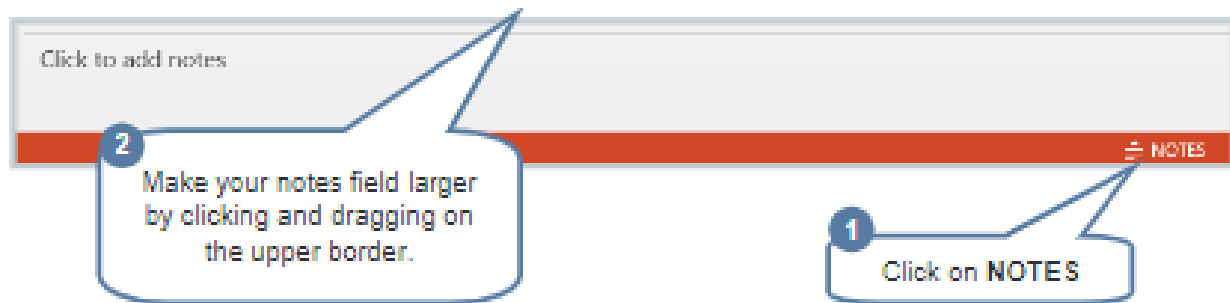 Click to add notes
NOTES
2
Make your notes field larger
by clicking and dragging on
the upper border.
1
Click on NOTES